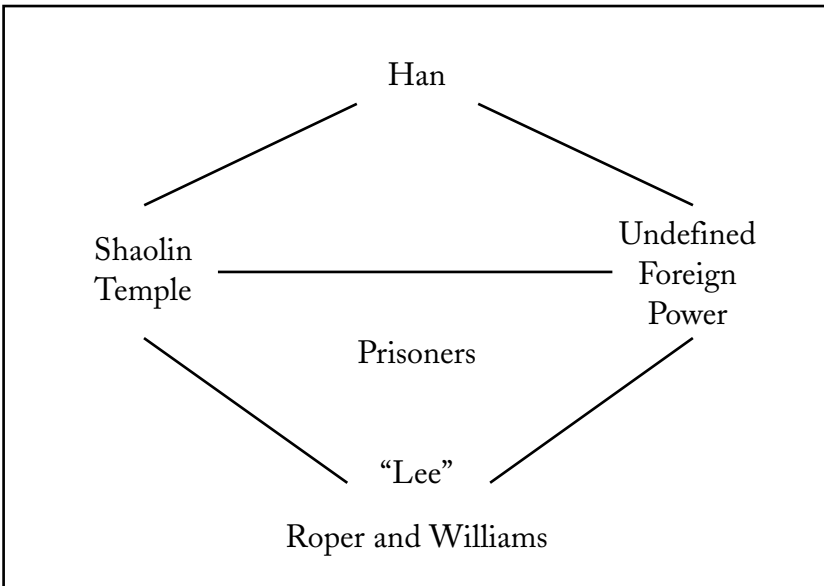 Han
Shaolin
Temple
Undefined
Foreign
Power
Prisoners
“Lee”
Roper and Williams